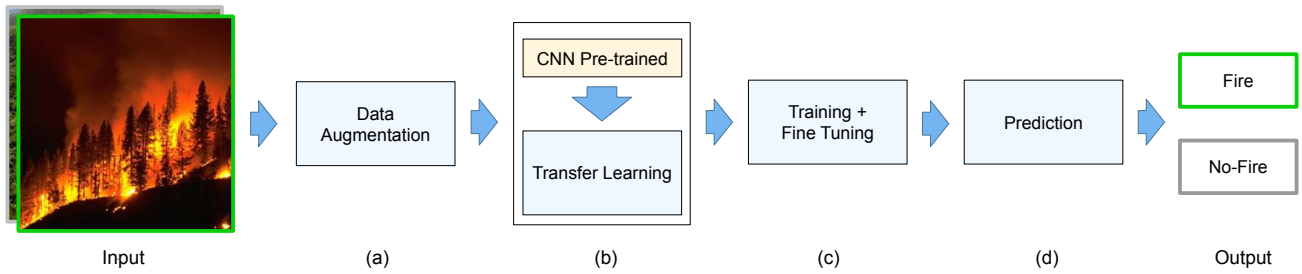 Data
Augmentation
CNN Pre-trained
Transfer Learning
Training +
Fine Tuning
Prediction
Fire
No-Fire
Input
(a)
(b)
(c)
(d)
Output